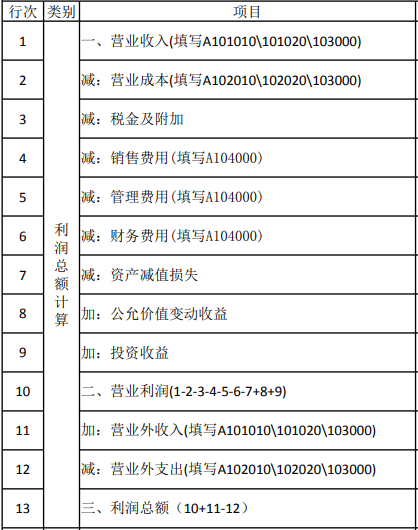 行次 类别 项目
1 一、营业收入(填写A101010\101020\103000)
2 减：营业成本(填写A102010\102020\103000)
3 减：税金及附加
4 减：销售费用(填写A104000)
5 减：管理费用(填写A104000)
6 减：财务费用(填写A104000)
利润总额计算
7 减：资产减值损失
8 加：公允价值变动收益
9 加：投资收益
10 二、营业利润(1-2-3-4-5-6-7+8+9)
11 加：营业外收入(填写A101010\101020\103000)
12 减：营业外支出(填写A102010\102020\103000)
13 三、利润总额（10+11-12）